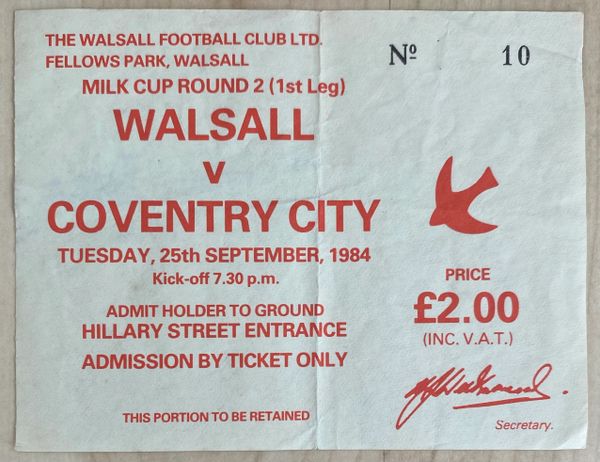 THE WALSALL FOOTBALL CLUB LTD.
FELLOWS PARK, WALSALL
Nº 10
MILK CUP ROUND 2 (1st Leg)
WALSALL
v
COVENTRY CITY
TUESDAY, 25th SEPTEMBER, 1984
Kick-off 7.30 p.m.
ADMIT HOLDER TO GROUND
HILLARY STREET ENTRANCE
ADMISSION BY TICKET ONLY
THIS PORTION TO BE RETAINED
PRICE
£2.00
(INC. V.A.T.)
Secretary.